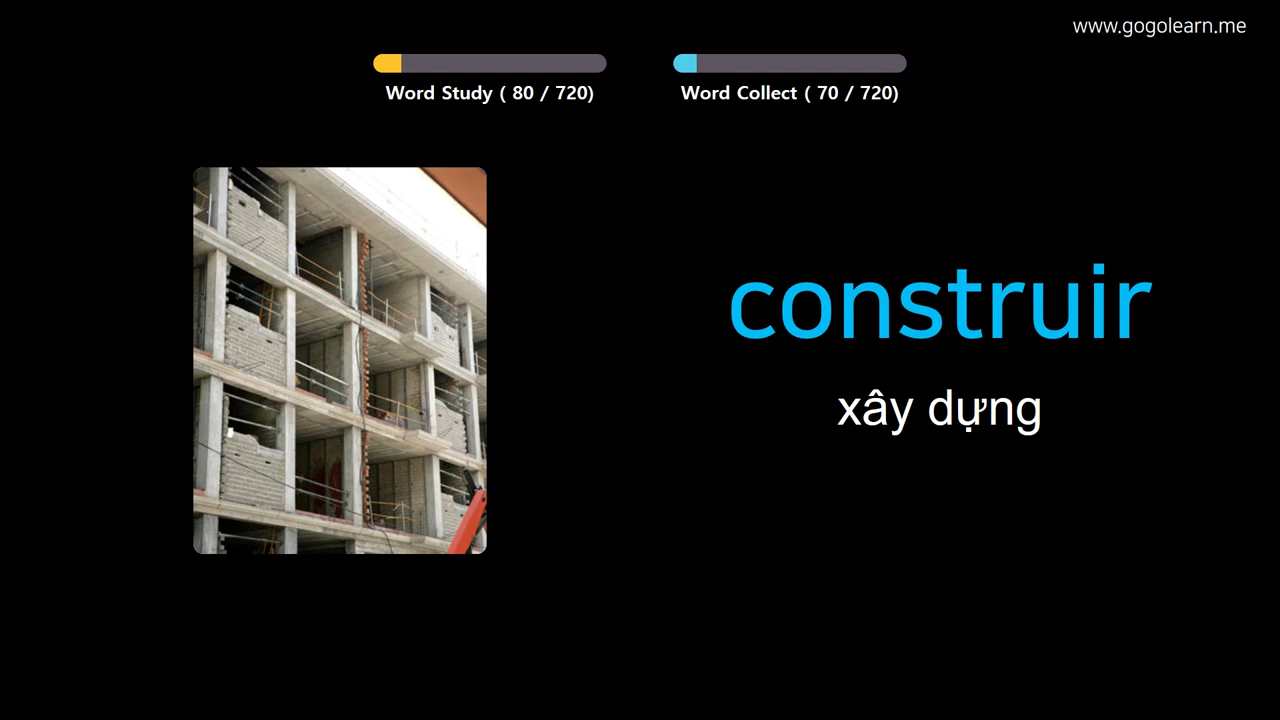 www.gogolearn.me
Word Study ( 80 / 720)
Word Collect ( 70 / 720)
construir
xây dựng